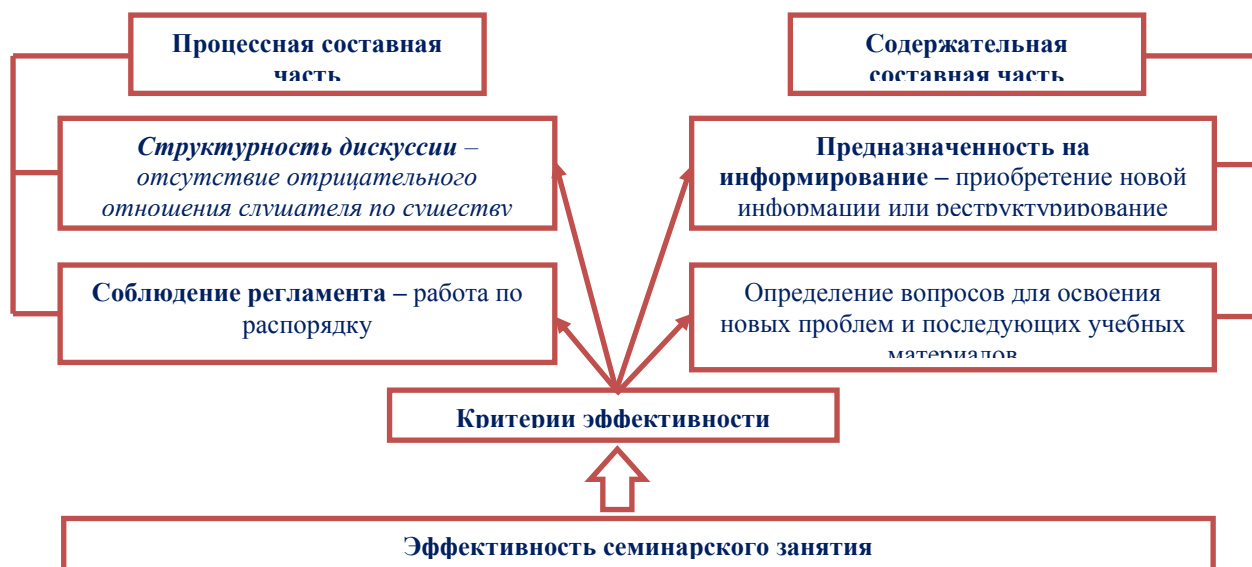 Процессная составная
часть
Содержательная
составная часть
Структурность дискуссии –
отсутствие отрицательного
отношения слушателя по существу
Предназначенность на
информирование – приобретение новой
информации или реструктурирование
Соблюдение регламента – работа по
распорядку
Определение вопросов для освоения
новых проблем и последующих учебных
материалов
Критерии эффективности
Эффективность семинарского занятия